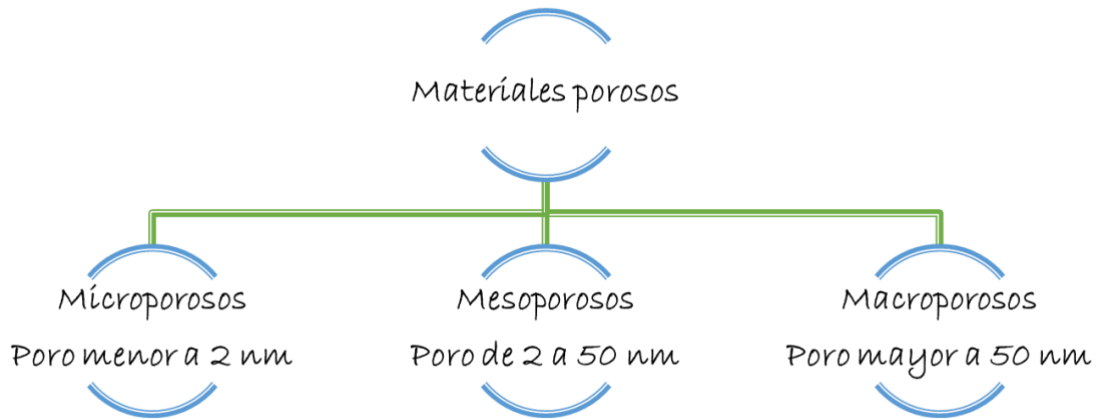 Materiales porosos
Microporosos
Poro menor a 2 nm
Mesoporosos
Poro de 2 a 50 nm
Macroporosos
Poro mayor a 50 nm